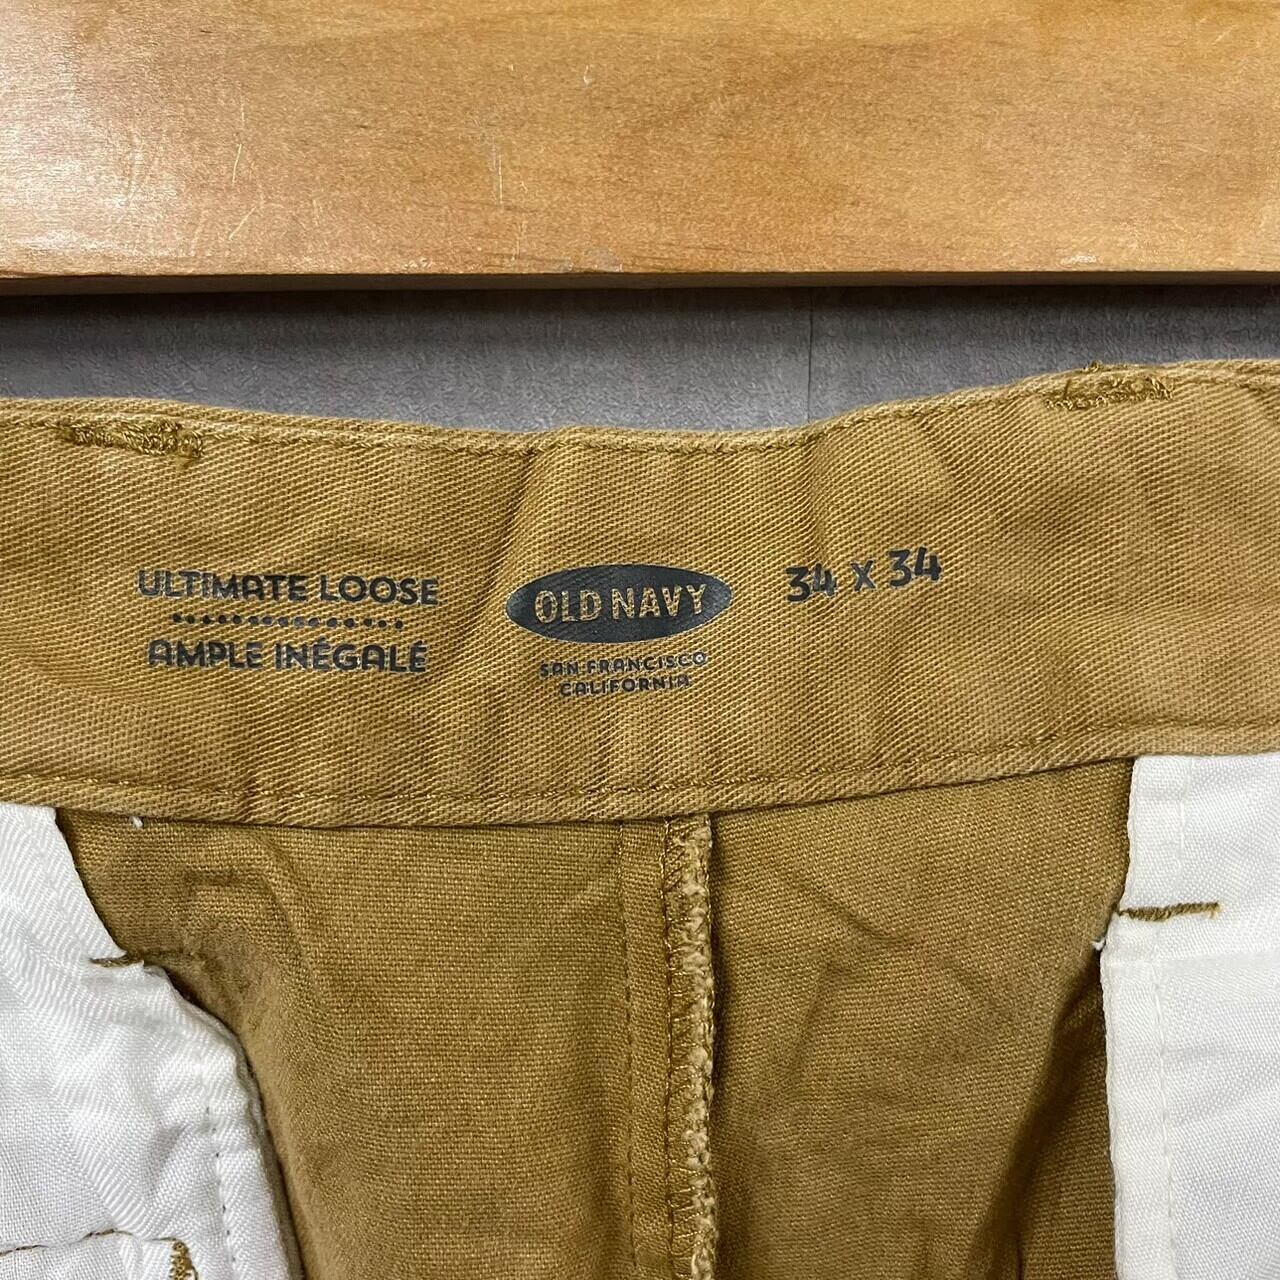 ULTIMATE LOOSE
AMPLE INÉGALÉ
OLD NAVY
SAN FRANCISCO
CALIFORNIA
34 X 34